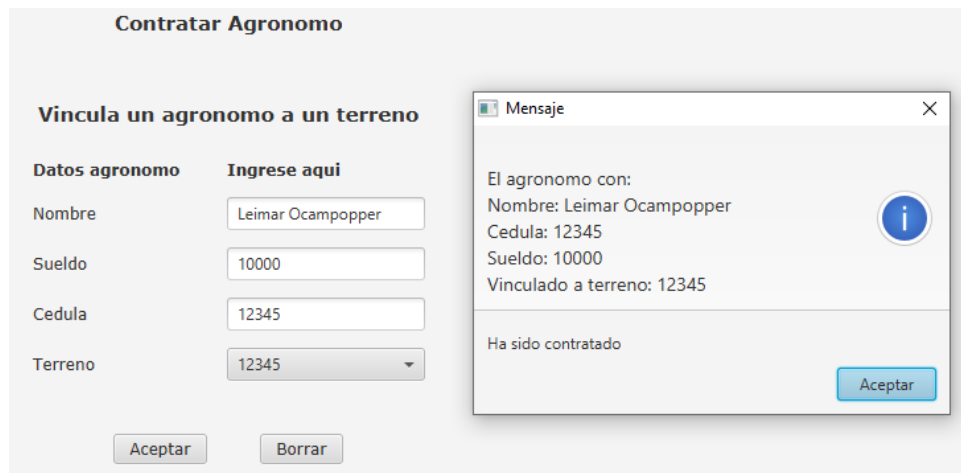 Contratar Agronomo
Vincula un agronomo a un terreno
Datos agronomo Ingrese aqui
Nombre Leimar Ocampopper
Sueldo 10000
Cedula 12345
Terreno 12345
Aceptar Borrar
Mensaje
El agronomo con:
Nombre: Leimar Ocampopper
Cedula: 12345
Sueldo: 10000
Vinculado a terreno: 12345
Ha sido contratado
Aceptar